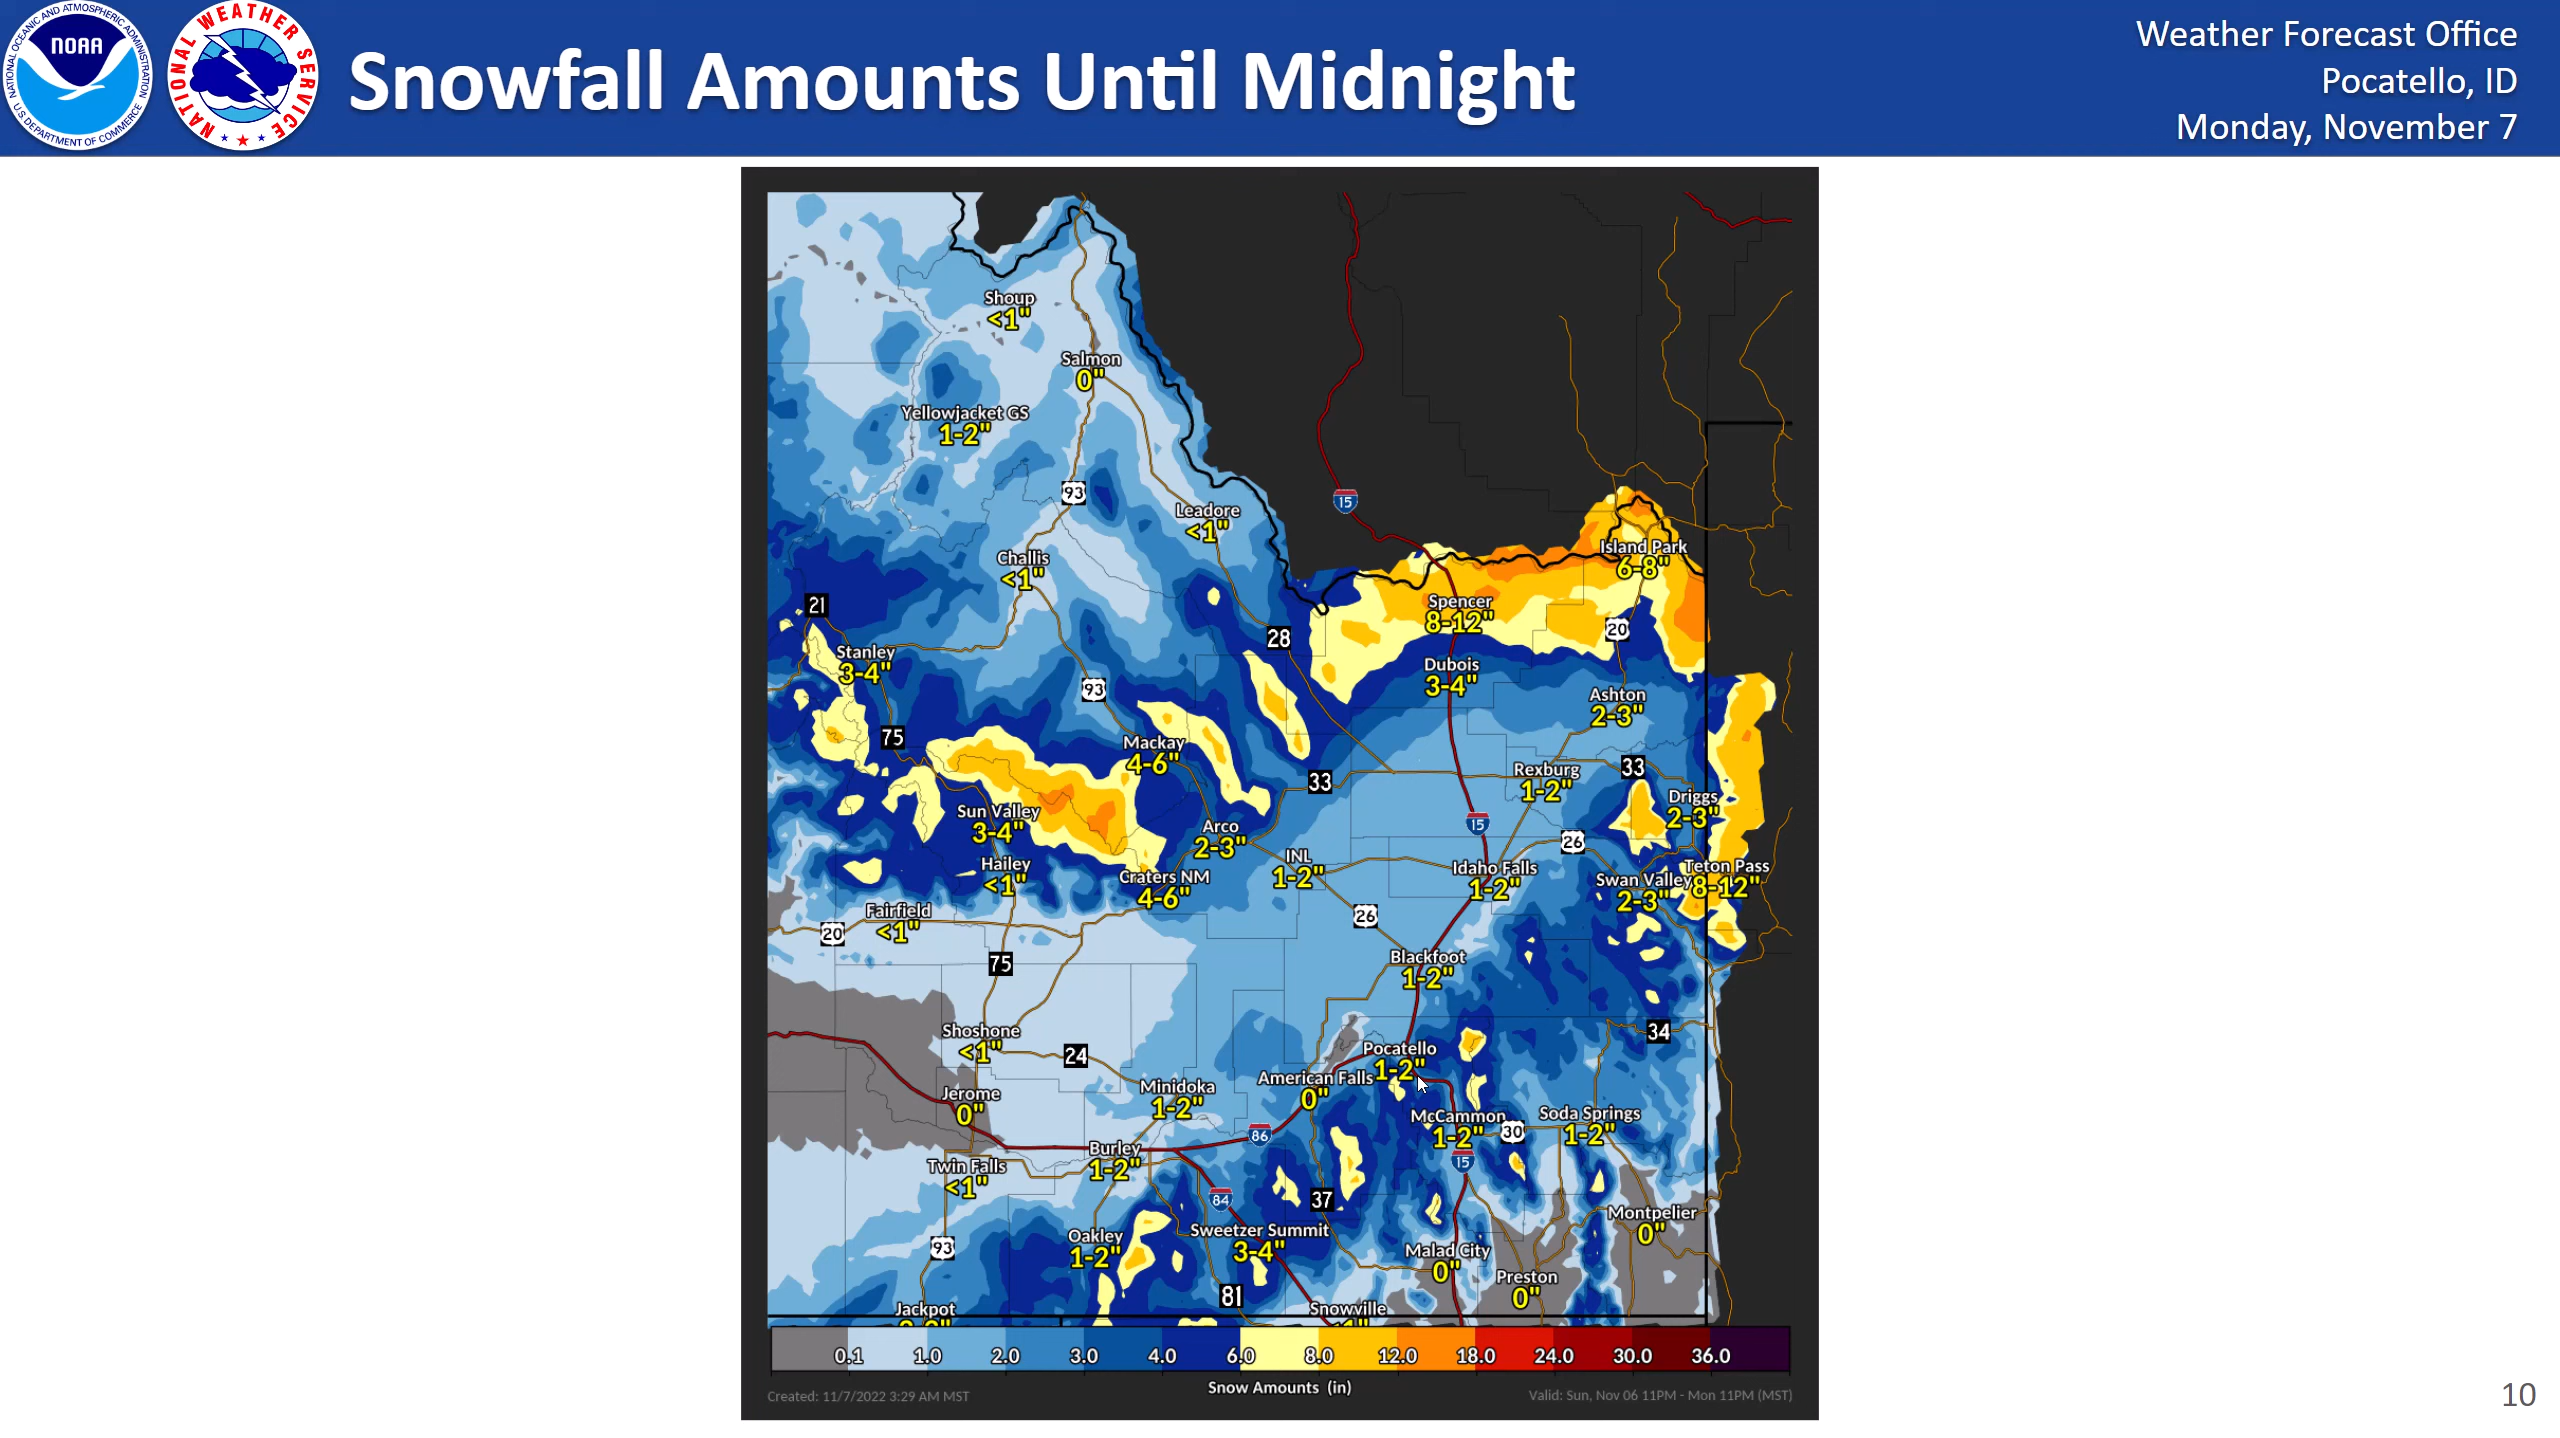 NATIONAL OCEANIC AND ATMOSPHERIC ADMINISTRATION
NOAA
U.S. DEPARTMENT OF COMMERCE
NATIONAL WEATHER SERVICE
Snowfall Amounts Until Midnight
Weather Forecast Office
Pocatello, ID
Monday, November 7
Shoup
<1"
Salmon
0"
Yellowjacket GS
1-2"
93
15
Leadore
<1"
Challis
<1"
Island Park
6-8"
21
Spencer
8-12"
20
28
Stanley
3-4"
Dubois
3-4"
93
Ashton
2-3"
75
Mackay
4-6"
33
Rexburg
1-2"
33
Driggs
2-3"
Sun Valley
3-4"
Arco
2-3"
15
26
Hailey
<1"
INL
1-2"
Idaho Falls
1-2"
Teton Pass
8-12"
Craters NM
4-6"
Swan Valley
2-3"
Fairfield
<1"
20
26
75
Blackfoot
1-2"
Shoshone
<1"
24
34
Pocatello
1-2"
American Falls
0"
Minidoka
1-2"
Jerome
0"
McCammon
1-2"
30
Soda Springs
1-2"
86
Burley
1-2"
15
Twin Falls
<1"
84
37
Montpelier
0"
93
Oakley
1-2"
Sweetzer Summit
3-4"
Malad City
0"
Preston
0"
81
Jackpot
Snowville
0.1 1.0 2.0 3.0 4.0 6.0 8.0 12.0 18.0 24.0 30.0 36.0
Snow Amounts (in)
Created: 11/7/2022 3:29 AM MST
Valid: Sun, Nov 06 11PM - Mon 11PM (MST)
10